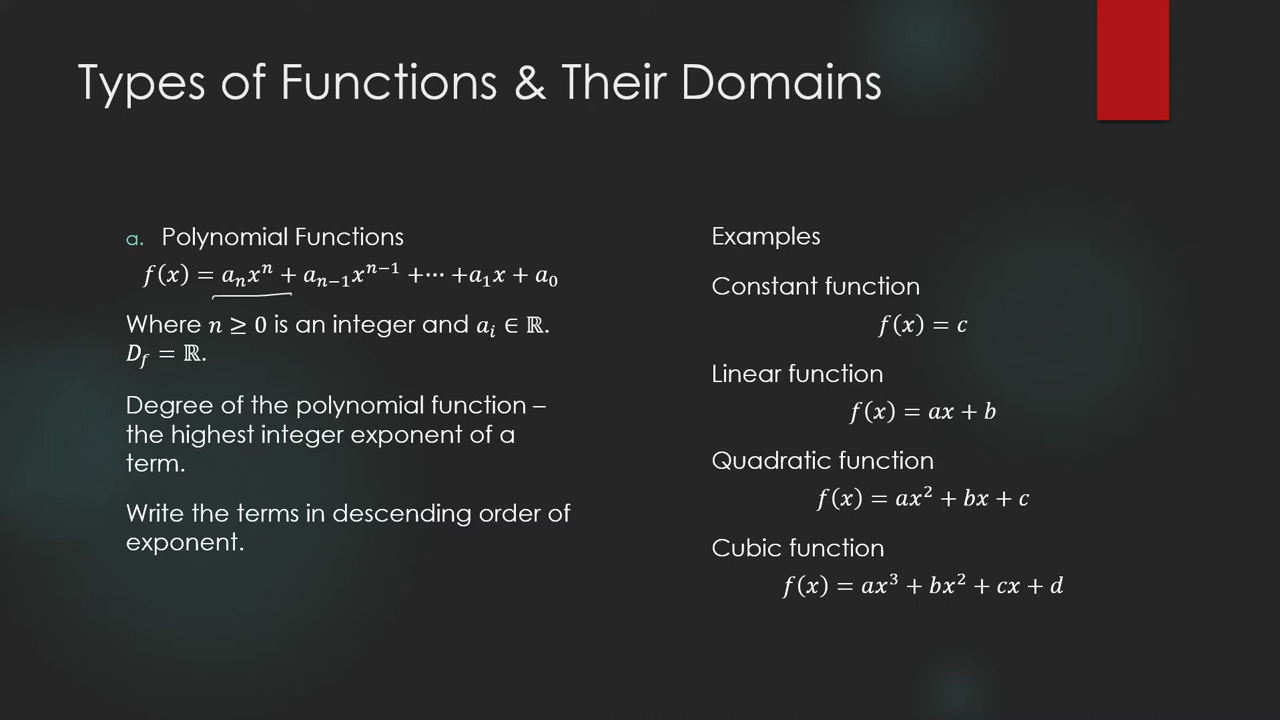 Types of Functions & Their Domains
a. Polynomial Functions
f(x) = aₙxⁿ + aₙ₋₁xⁿ⁻¹ +⋯ +a₁x + a₀
Where n ≥ 0 is an integer and aᵢ ∈ ℝ.
D_f = ℝ.
Degree of the polynomial function –
the highest integer exponent of a
term.
Write the terms in descending order of
exponent.
Examples
Constant function
f(x) = c
Linear function
f(x) = ax + b
Quadratic function
f(x) = ax² + bx + c
Cubic function
f(x) = ax³ + bx² + cx + d